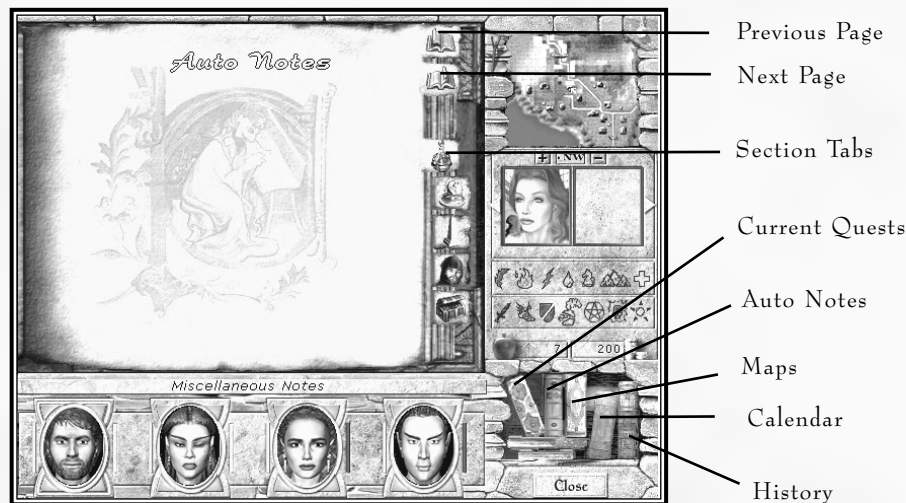 Previous Page
Auto Notes
Next Page
Section Tabs
+ NW −
Current Quests
Auto Notes
7 200
Maps
Miscellaneous Notes
Calendar
Close
History